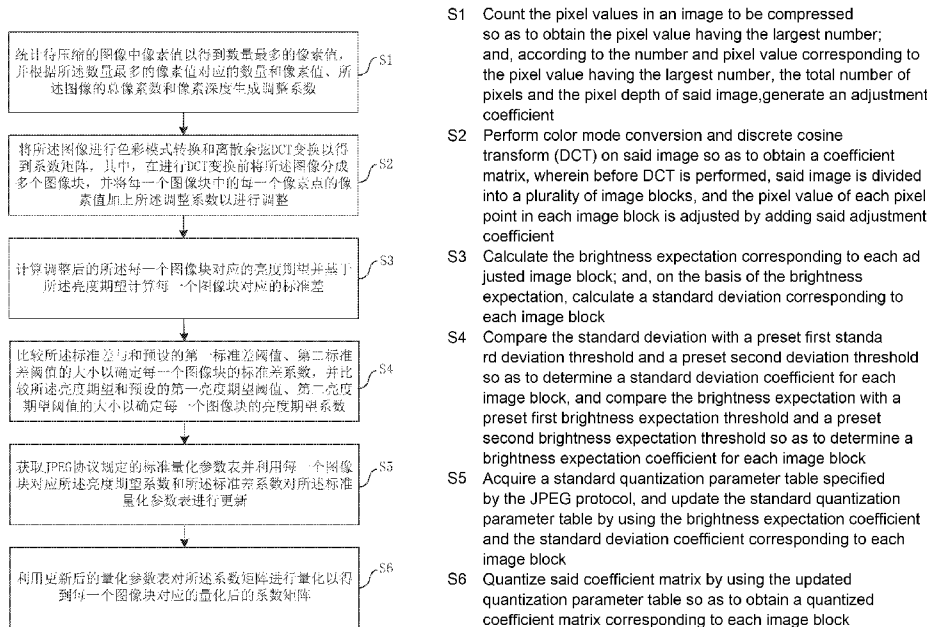 统计待压缩的图像中像素值以得到数量最多的像素值，
并根据所述数量最多的像素值对应的数量和像素值、所
述图像的总像素数和像素深度生成调整系数
S1
将所述图像进行色彩模式转换和离散余弦DCT变换以得
到系数矩阵，其中，在进行DCT变换前将所述图像分成
多个图像块，并将每一个图像块中的每一个像素点的像
素值加上所述调整系数以进行调整
S2
计算调整后的所述每一个图像块对应的亮度期望并基于
所述亮度期望计算每一个图像块对应的标准差
S3
比较所述标准差与和预设的第一标准差阈值、第二标准
差阈值的大小以确定每一个图像块的标准差系数，并比
较所述亮度期望和预设的第一亮度期望阈值、第二亮度
期望阈值的大小以确定每一个图像块的亮度期望系数
S4
获取JPEG协议规定的标准量化参数表并利用每一个图像
块对应所述亮度期望系数和所述标准差系数对所述标准
量化参数表进行更新
S5
利用更新后的量化参数表对所述系数矩阵进行量化以得
到每一个图像块对应的量化后的系数矩阵
S6
S1 Count the pixel values in an image to be compressed
so as to obtain the pixel value having the largest number;
and, according to the number and pixel value corresponding to
the pixel value having the largest number, the total number of
pixels and the pixel depth of said image,generate an adjustment
coefficient
S2 Perform color mode conversion and discrete cosine
transform (DCT) on said image so as to obtain a coefficient
matrix, wherein before DCT is performed, said image is divided
into a plurality of image blocks, and the pixel value of each pixel
point in each image block is adjusted by adding said adjustment
coefficient
S3 Calculate the brightness expectation corresponding to each ad
justed image block; and, on the basis of the brightness
expectation, calculate a standard deviation corresponding to
each image block
S4 Compare the standard deviation with a preset first standa
rd deviation threshold and a preset second deviation threshold
so as to determine a standard deviation coefficient for each
image block, and compare the brightness expectation with a
preset first brightness expectation threshold and a preset
second brightness expectation threshold so as to determine a
brightness expectation coefficient for each image block
S5 Acquire a standard quantization parameter table specified
by the JPEG protocol, and update the standard quantization
parameter table by using the brightness expectation coefficient
and the standard deviation coefficient corresponding to each
image block
S6 Quantize said coefficient matrix by using the updated
quantization parameter table so as to obtain a quantized
coefficient matrix corresponding to each image block